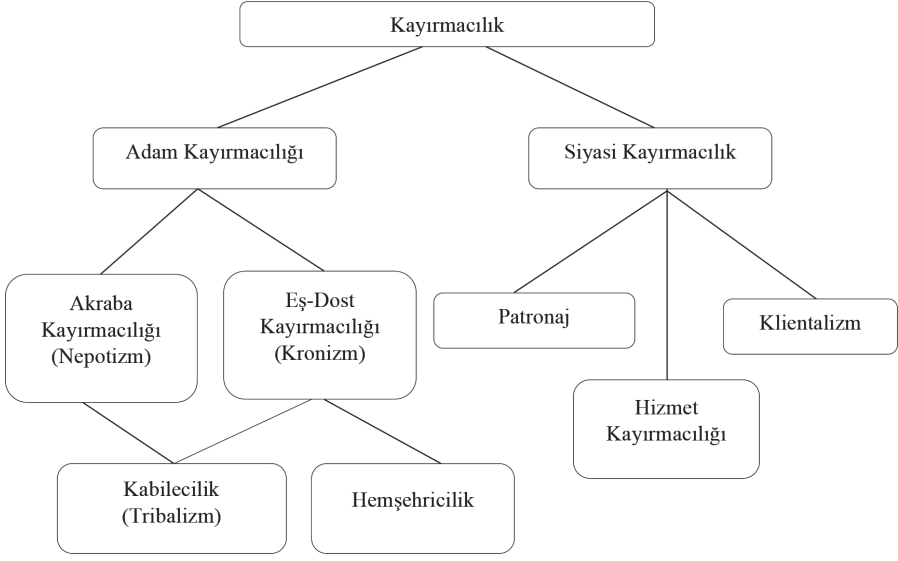 Kayırmacılık
Adam Kayırmacılığı
Siyasi Kayırmacılık
Akraba
Kayırmacılığı
(Nepotizm)
Eş-Dost
Kayırmacılığı
(Kronizm)
Patronaj
Klientalizm
Hizmet
Kayırmacılığı
Kabilecilik
(Tribalizm)
Hemşehricilik